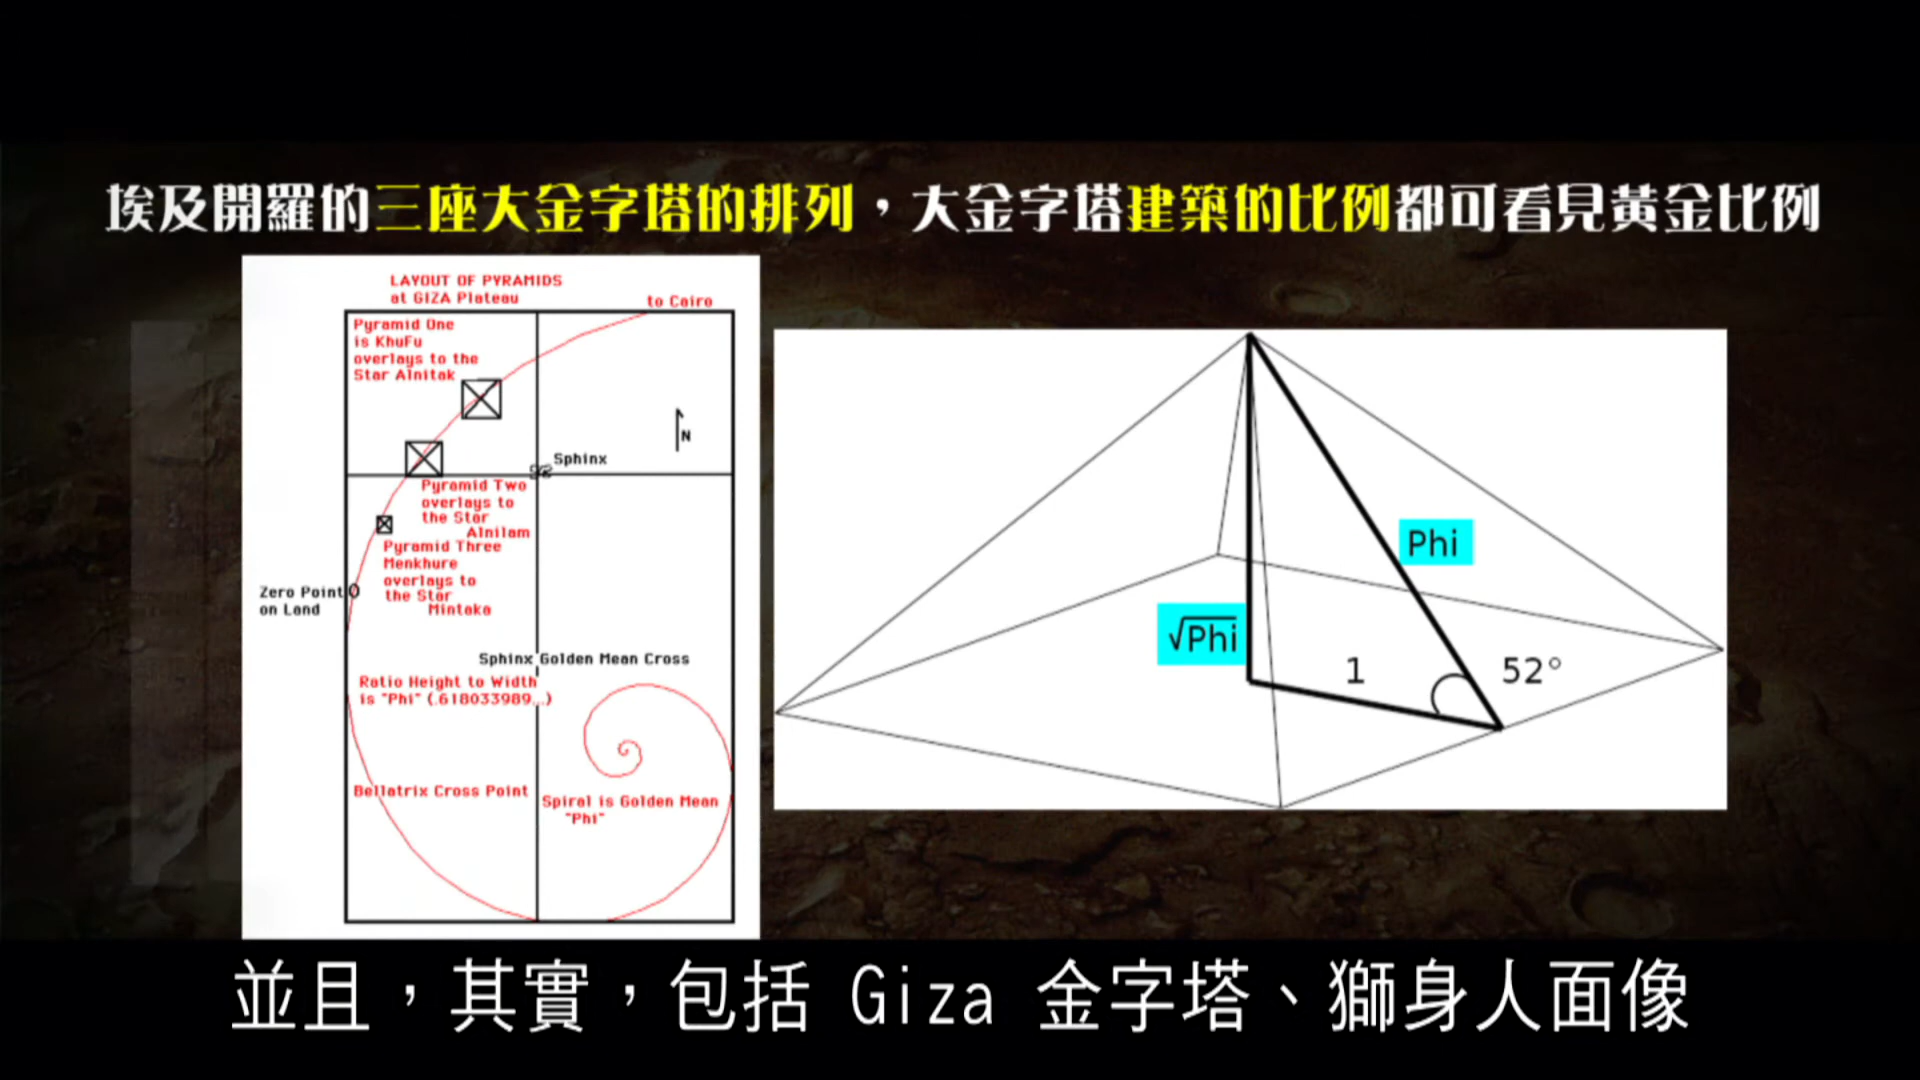 埃及開羅的三座大金字塔的排列，大金字塔建築的比例都可看見黃金比例
LAYOUT OF PYRAMIDS
at GIZA Plateau
to Cairo
Pyramid One
is KhuFu
overlays to the
Star Alnitak
N
Sphinx
Pyramid Two
overlays to
the Star
Alnilam
Pyramid Three
Menkhure
overlays to
the Star
Mintaka
Zero Point
on Land
Sphinx Golden Mean Cross
Ratio Height to Width
is "Phi" (.618033989...)
Bellatrix Cross Point
Spiral is Golden Mean
"Phi"
Phi
√Phi
1
52°
並且，其實，包括 Giza 金字塔、獅身人面像